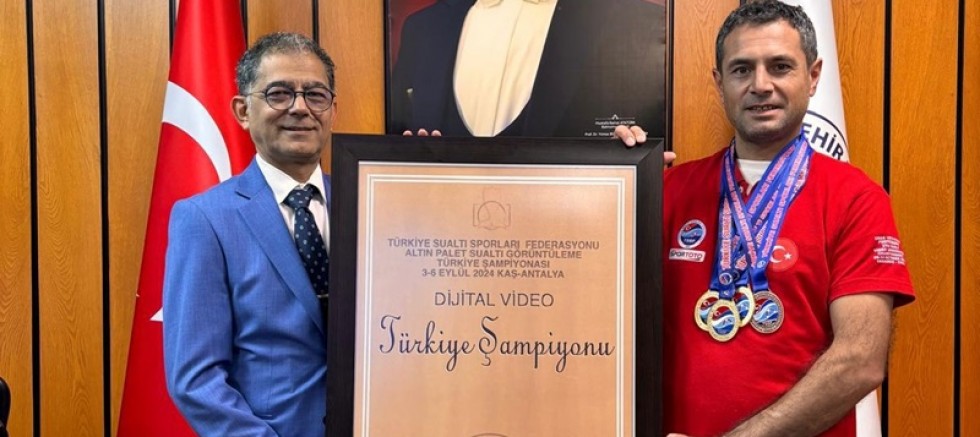 TÜRKİYE SUALTI SPORLARI FEDERASYONU
ALTIN PALET SUALTI GÖRÜNTÜLEME
TÜRKİYE ŞAMPİYONASI
3-6 EYLÜL 2024 KAŞ-ANTALYA
DİJİTAL VİDEO
Türkiye Şampiyonu
SPORTOTO
ŞEHİR